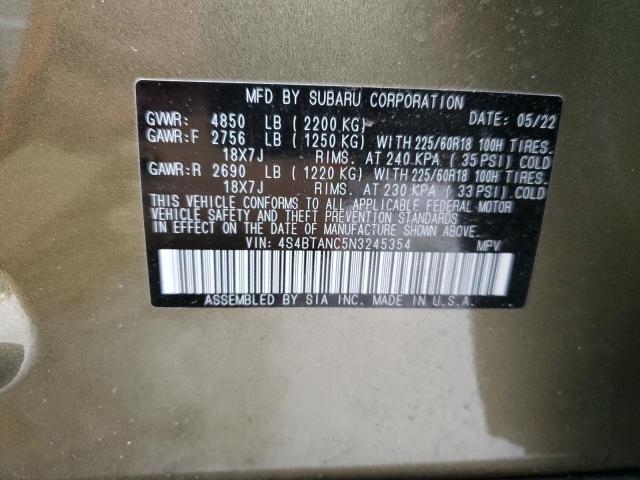 MFD BY SUBARU CORPORATION DATE: 05/22
GVWR: 4850 LB ( 2200 KG)
GAWR:F 2756 LB ( 1250 KG) WITH 225/60R18 100H TIRES.
18X7J RIMS. AT 240 KPA ( 35 PSI) COLD
GAWR:R 2690 LB ( 1220 KG) WITH 225/60R18 100H TIRES.
18X7J RIMS. AT 230 KPA ( 33 PSI) COLD
THIS VEHICLE CONFORMS TO ALL APPLICABLE FEDERAL MOTOR
VEHICLE SAFETY AND THEFT PREVENTION STANDARDS
IN EFFECT ON THE DATE OF MANUFACTURE SHOWN ABOVE.
VIN: 4S4BTANC5N3245354 MPV
ASSEMBLED BY SIA INC. MADE IN U.S.A.